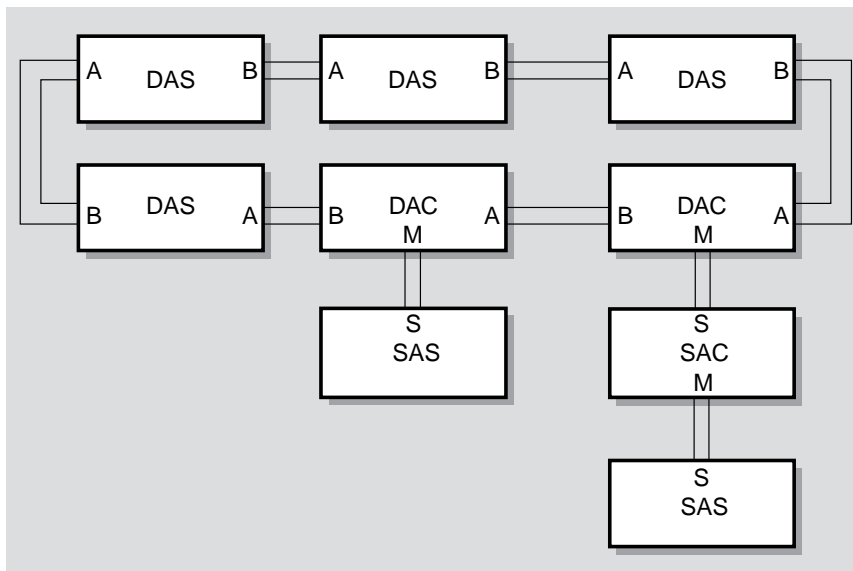 A DAS B A DAS B A DAS B
B DAS A B DAC A B DAC A
M M
S S
SAS SAC
M
S
SAS